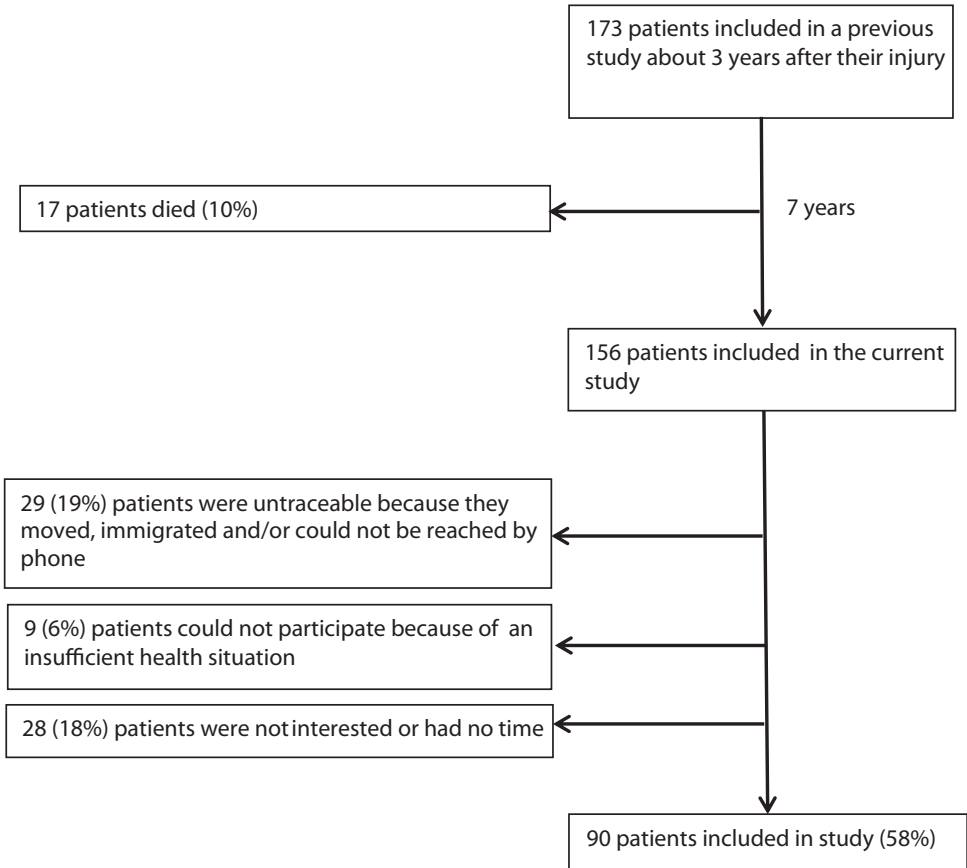 173 patients included in a previous
study about 3 years after their injury
17 patients died (10%)
7 years
156 patients included in the current
study
29 (19%) patients were untraceable because they
moved, immigrated and/or could not be reached by
phone
9 (6%) patients could not participate because of an
insufficient health situation
28 (18%) patients were not interested or had no time
90 patients included in study (58%)